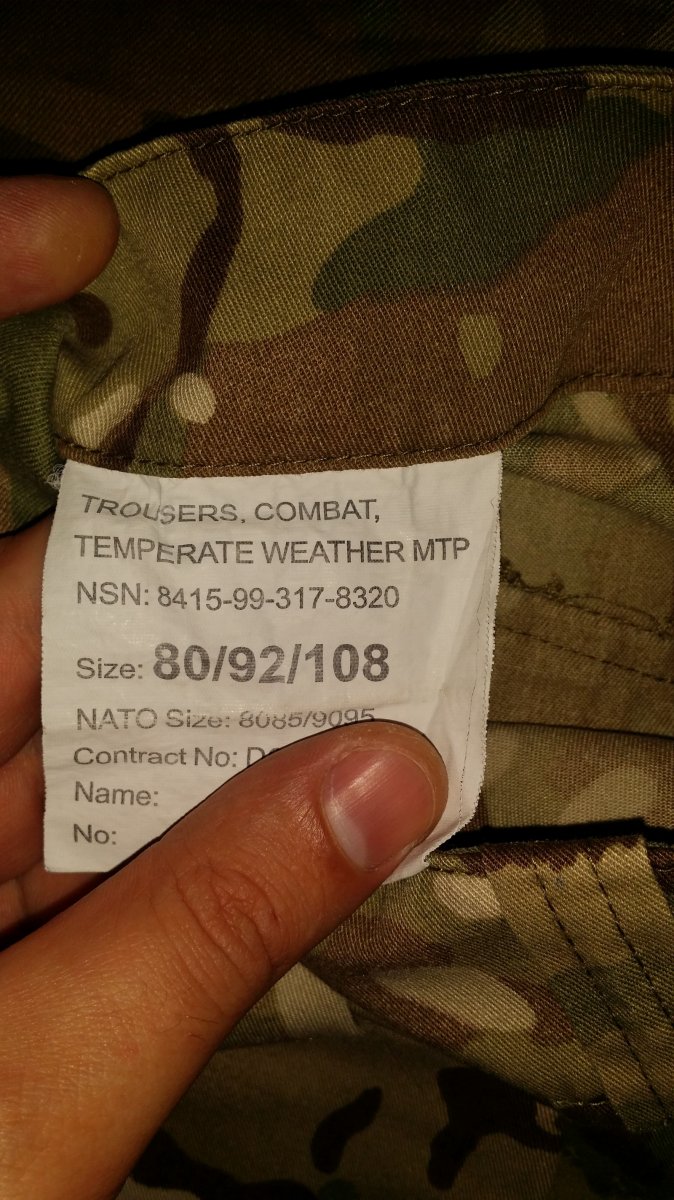 TROUSERS, COMBAT,
TEMPERATE WEATHER MTP
NSN: 8415-99-317-8320
Size: 80/92/108
NATO Size: 8085/9095
Contract No:
Name:
No: